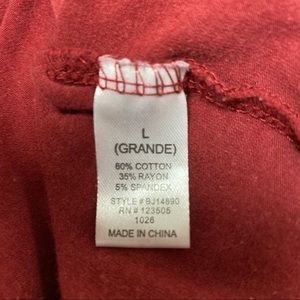 L
(GRANDE)
60% COTTON
35% RAYON
5% SPANDEX
STYLE # BJ14890
RN # 123505
1026
MADE IN CHINA